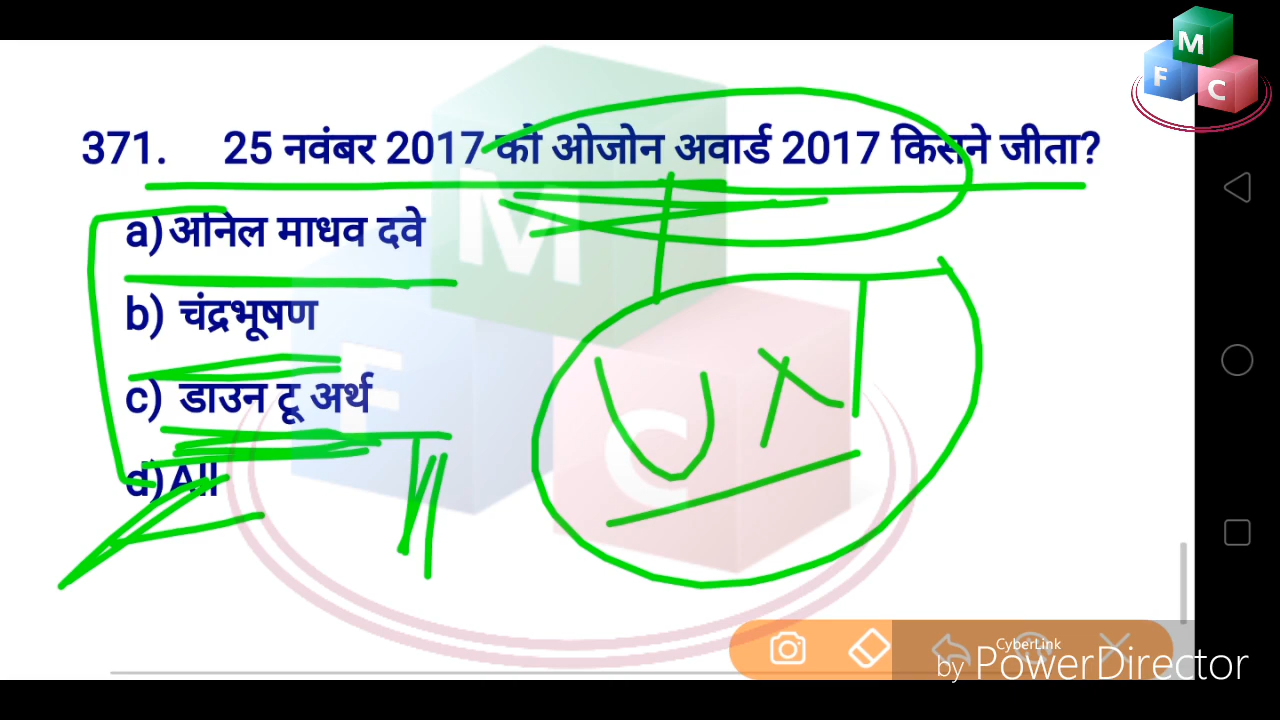 M
F
C
371. 25 नवंबर 2017 को ओजोन अवार्ड 2017 किसने जीता?
a) अनिल माधव दवे
b) चंद्रभूषण
c) डाउन टू अर्थ
d) All
M
F
C
CyberLink
by PowerDirector